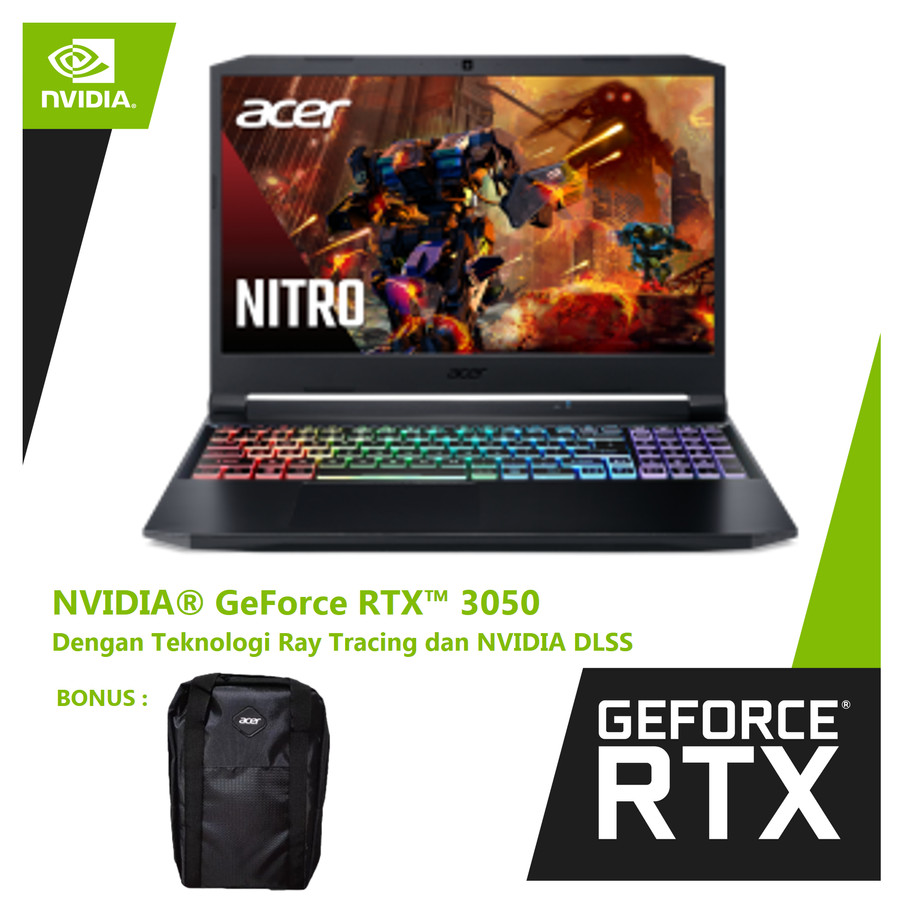 NVIDIA.
acer
NITRO
acer
NVIDIA® GeForce RTX™ 3050
Dengan Teknologi Ray Tracing dan NVIDIA DLSS
BONUS :
acer
GEFORCE®
RTX